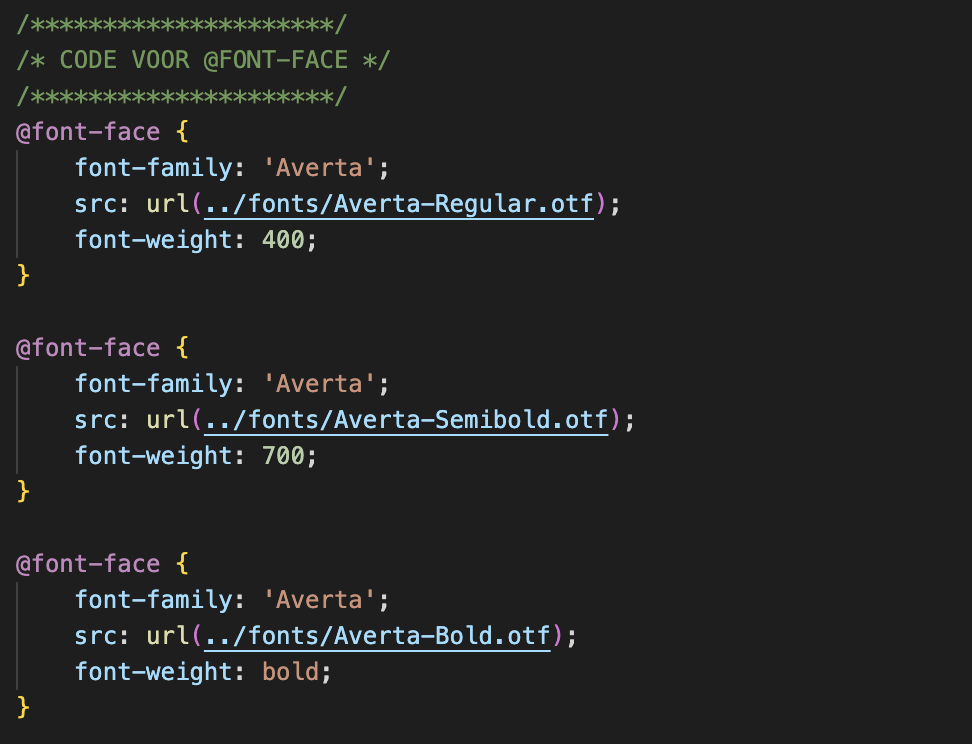 /*********************/
/* CODE VOOR @FONT-FACE */
/*********************/
@font-face {
    font-family: 'Averta';
    src: url(../fonts/Averta-Regular.otf);
    font-weight: 400;
}

@font-face {
    font-family: 'Averta';
    src: url(../fonts/Averta-Semibold.otf);
    font-weight: 700;
}

@font-face {
    font-family: 'Averta';
    src: url(../fonts/Averta-Bold.otf);
    font-weight: bold;
}